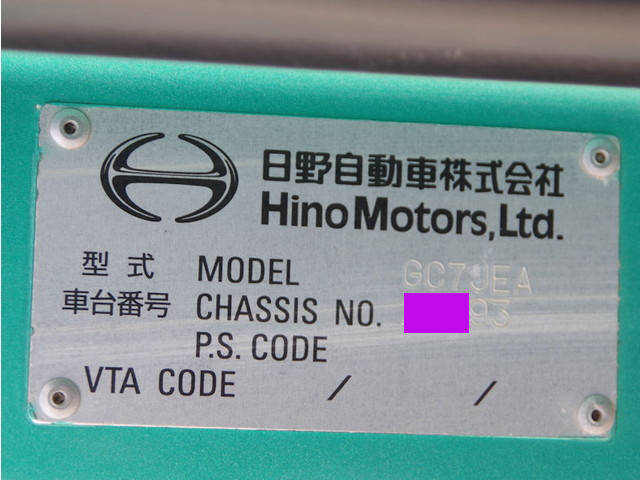 日野自動車株式会社
Hino Motors, Ltd.
型式 MODEL GC7JEA
車台番号 CHASSIS NO. 93
P.S. CODE
VTA CODE / /